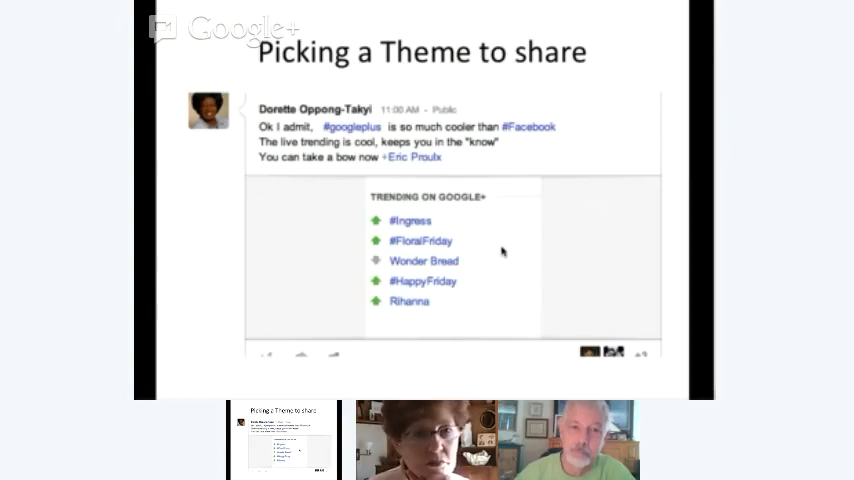 Google+
Picking a Theme to share
Dorette Oppong-Takyi 11:00 AM - Public
Ok I admit, #googleplus is so much cooler than #Facebook
The live trending is cool, keeps you in the "know"
You can take a bow now +Eric Proulx
TRENDING ON GOOGLE+
#Ingress
#FloralFriday
Wonder Bread
#HappyFriday
Rihanna
Picking a Theme to share